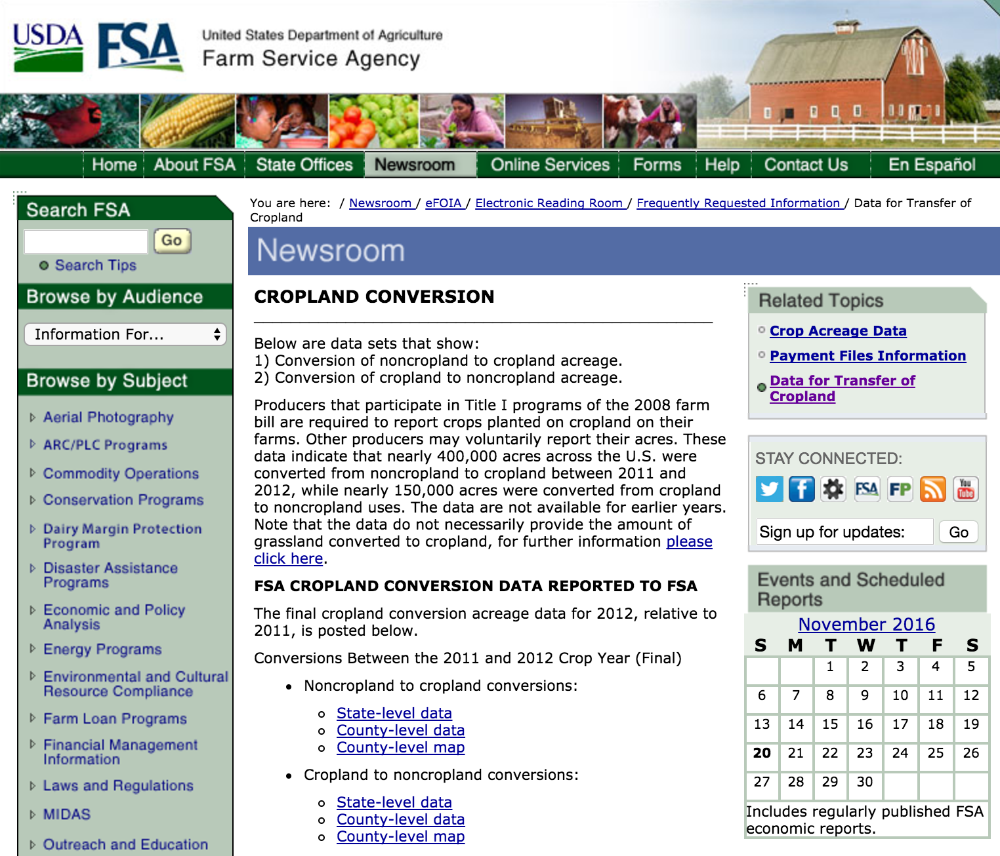 USDA FSA United States Department of Agriculture
Farm Service Agency
Home About FSA State Offices Newsroom Online Services Forms Help Contact Us En Español
Search FSA
Go
Search Tips
Browse by Audience
Information For...
Browse by Subject
Aerial Photography
ARC/PLC Programs
Commodity Operations
Conservation Programs
Dairy Margin Protection
Program
Disaster Assistance
Programs
Economic and Policy
Analysis
Energy Programs
Environmental and Cultural
Resource Compliance
Farm Loan Programs
Financial Management
Information
Laws and Regulations
MIDAS
Outreach and Education
You are here: / Newsroom / eFOIA / Electronic Reading Room / Frequently Requested Information / Data for Transfer of
Cropland
Newsroom
CROPLAND CONVERSION
Below are data sets that show:
1) Conversion of noncropland to cropland acreage.
2) Conversion of cropland to noncropland acreage.
Producers that participate in Title I programs of the 2008 farm
bill are required to report crops planted on cropland on their
farms. Other producers may voluntarily report their acres. These
data indicate that nearly 400,000 acres across the U.S. were
converted from noncropland to cropland between 2011 and
2012, while nearly 150,000 acres were converted from cropland
to noncropland uses. The data are not available for earlier years.
Note that the data do not necessarily provide the amount of
grassland converted to cropland, for further information please
click here.
FSA CROPLAND CONVERSION DATA REPORTED TO FSA
The final cropland conversion acreage data for 2012, relative to
2011, is posted below.
Conversions Between the 2011 and 2012 Crop Year (Final)
Noncropland to cropland conversions:
State-level data
County-level data
County-level map
Cropland to noncropland conversions:
State-level data
County-level data
County-level map
Related Topics
Crop Acreage Data
Payment Files Information
Data for Transfer of
Cropland
STAY CONNECTED:
FSA FP You Tube
Sign up for updates: Go
Events and Scheduled
Reports
November 2016
S M T W T F S
1 2 3 4 5
6 7 8 9 10 11 12
13 14 15 16 17 18 19
20 21 22 23 24 25 26
27 28 29 30
Includes regularly published FSA
economic reports.